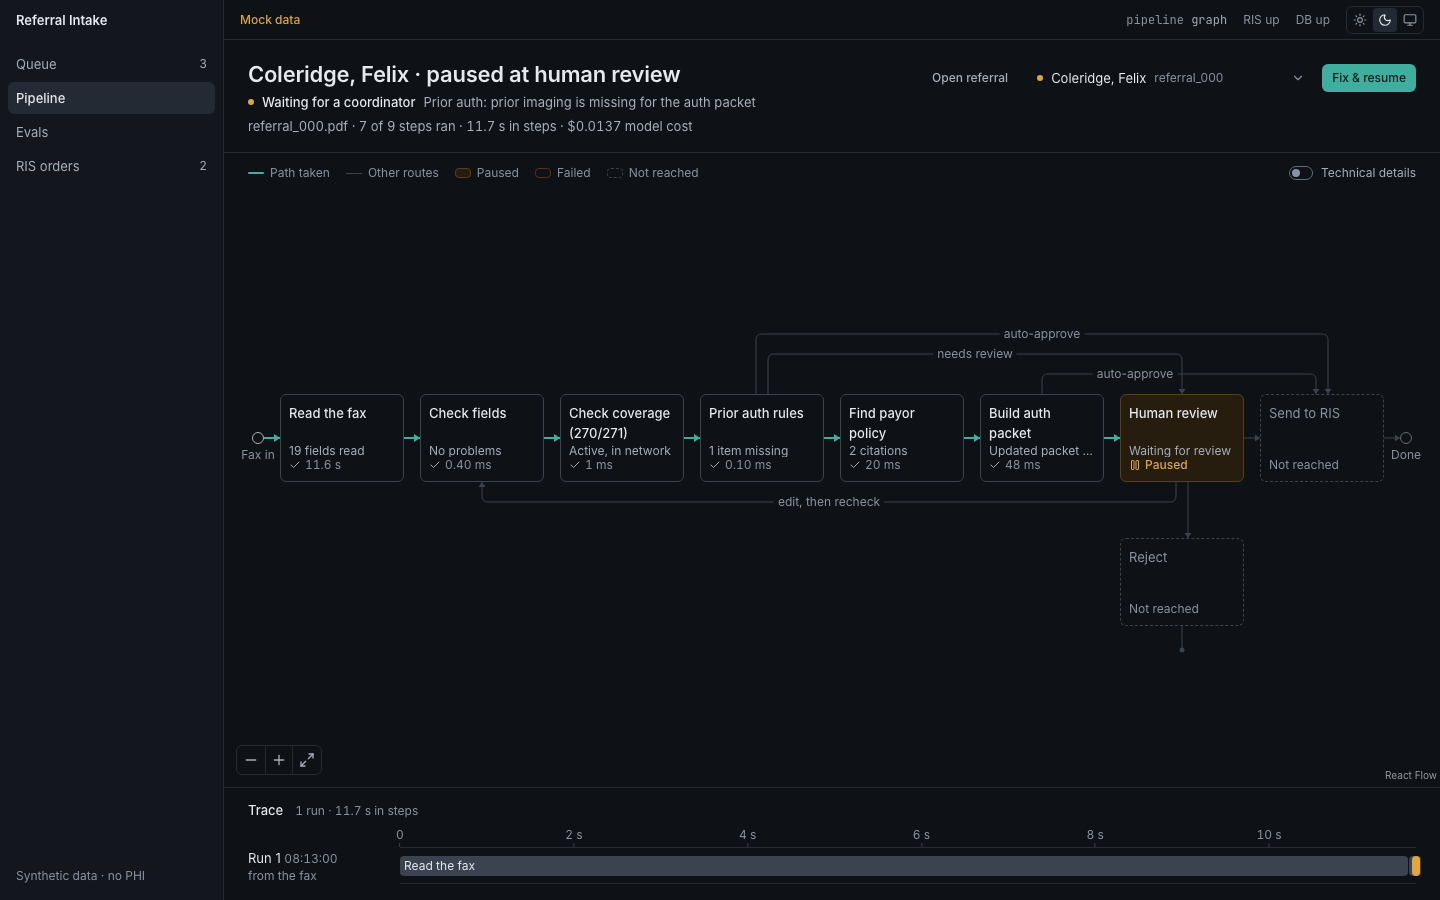 Referral Intake
Queue 3
Pipeline
Evals
RIS orders 2
Synthetic data · no PHI
Mock data
pipeline graph RIS up DB up
Coleridge, Felix · paused at human review
Waiting for a coordinator Prior auth: prior imaging is missing for the auth packet
referral_000.pdf · 7 of 9 steps ran · 11.7 s in steps · $0.0137 model cost
Open referral Coleridge, Felix referral_000 Fix & resume
Path taken Other routes Paused Failed Not reached Technical details
auto-approve
needs review
auto-approve
Fax in
Read the fax
19 fields read
11.6 s
Check fields
No problems
0.40 ms
Check coverage
(270/271)
Active, in network
1 ms
Prior auth rules
1 item missing
0.10 ms
Find payor
policy
2 citations
20 ms
Build auth
packet
Updated packet ...
48 ms
Human review
Waiting for review
Paused
Send to RIS
Not reached
Done
edit, then recheck
Reject
Not reached
React Flow
Trace 1 run · 11.7 s in steps
0 2 s 4 s 6 s 8 s 10 s
Run 1 08:13:00
from the fax
Read the fax